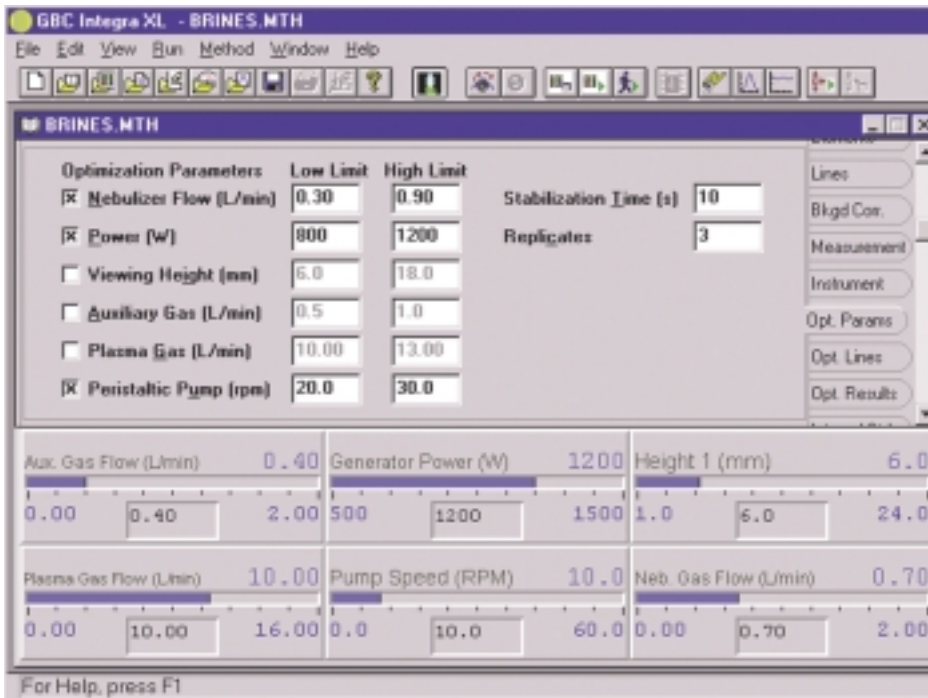 GBC Integra XL - BRINES.MTH
File Edit View Run Method Window Help
BRINES.MTH
Optimization Parameters Low Limit High Limit
Nebulizer Flow (L/min) 0.30 0.90 Stabilization Time (s) 10
Power (W) 800 1200 Replicates 3
Viewing Height (mm) 6.0 18.0
Auxiliary Gas (L/min) 0.5 1.0
Plasma Gas (L/min) 10.00 13.00
Peristaltic Pump (rpm) 20.0 30.0
Lines
Bkgd Corr.
Measurement
Instrument
Opt. Params
Opt. Lines
Opt. Results
Aux. Gas Flow (L/min) 0.40 Generator Power (W) 1200 Height 1 (mm) 6.0
0.00 0.40 2.00 500 1200 1500 1.0 6.0 24.0
Plasma Gas Flow (L/min) 10.00 Pump Speed (RPM) 10.0 Neb. Gas Flow (L/min) 0.70
0.00 10.00 16.00 0.0 10.0 60.0 0.00 0.70 2.00
For Help, press F1